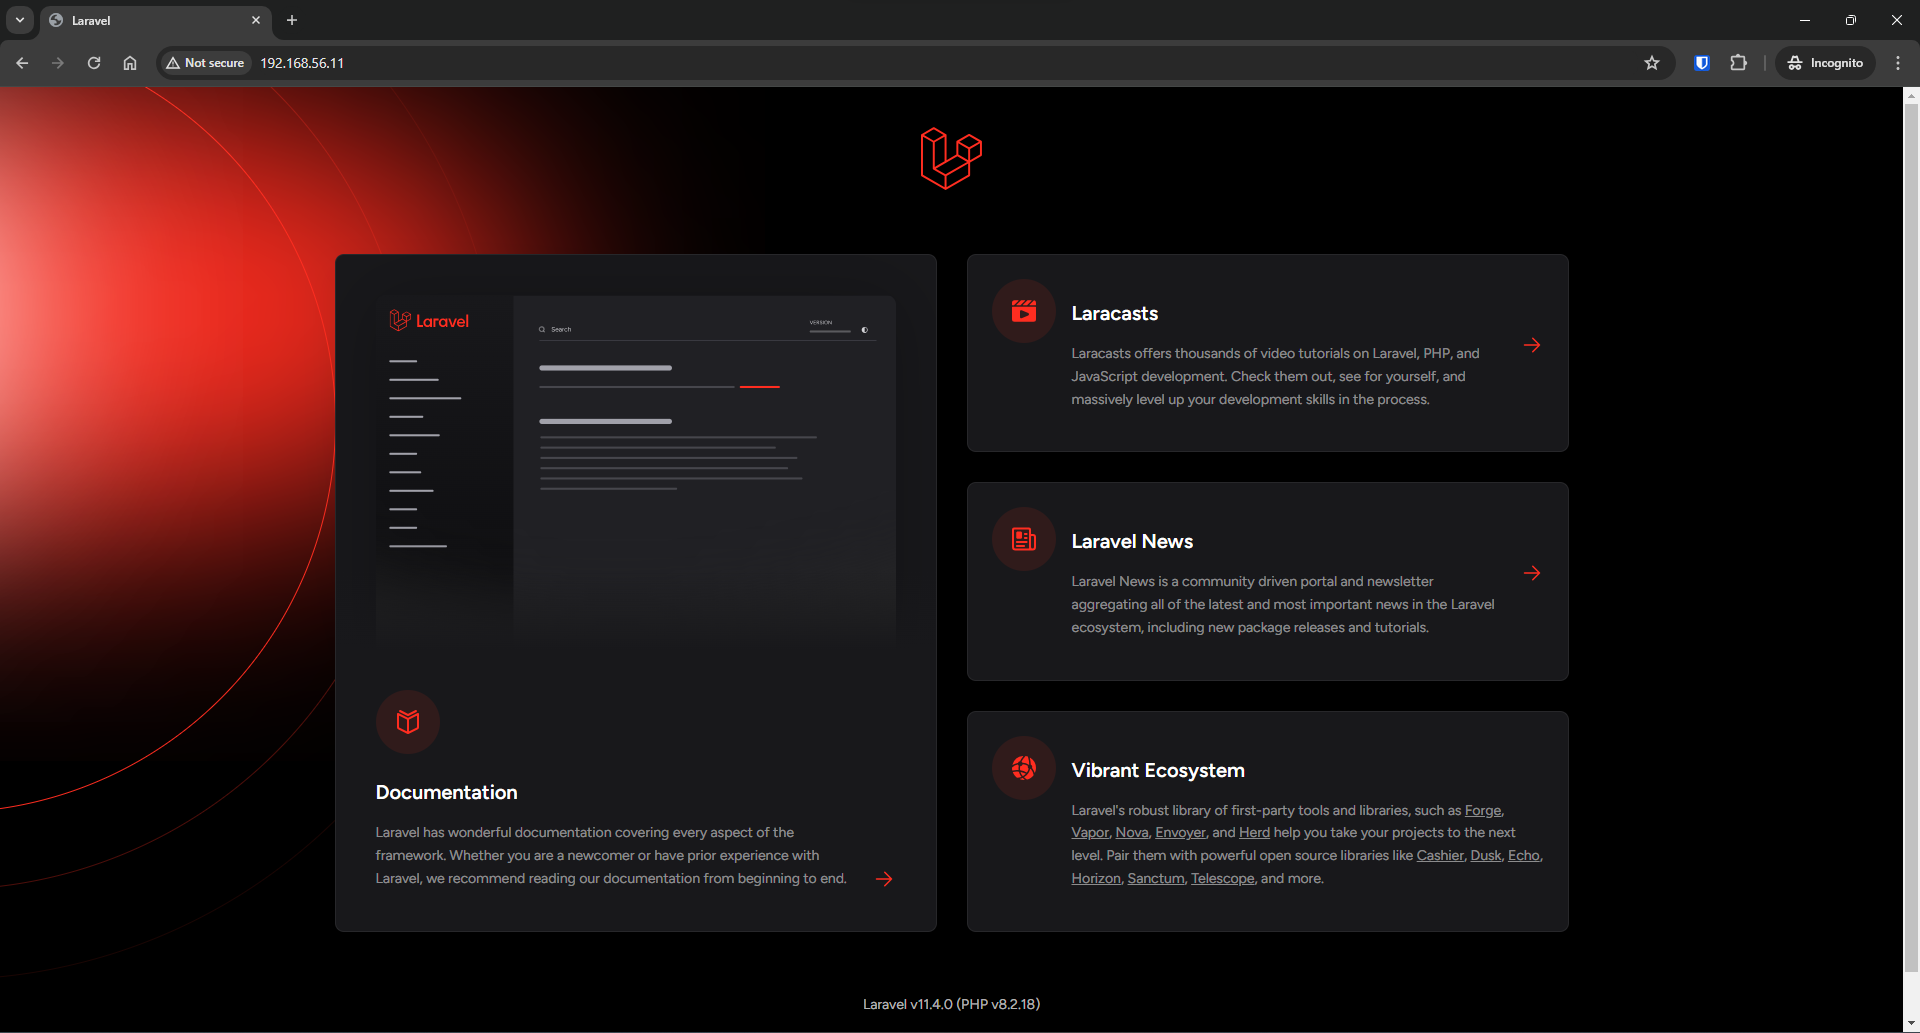 Laravel
Not secure
192.168.56.11
Incognito
Laravel
Search
VERSION
Documentation
Laravel has wonderful documentation covering every aspect of the
framework. Whether you are a newcomer or have prior experience with
Laravel, we recommend reading our documentation from beginning to end.
Laracasts
Laracasts offers thousands of video tutorials on Laravel, PHP, and
JavaScript development. Check them out, see for yourself, and
massively level up your development skills in the process.
Laravel News
Laravel News is a community driven portal and newsletter
aggregating all of the latest and most important news in the Laravel
ecosystem, including new package releases and tutorials.
Vibrant Ecosystem
Laravel's robust library of first-party tools and libraries, such as Forge,
Vapor, Nova, Envoyer, and Herd help you take your projects to the next
level. Pair them with powerful open source libraries like Cashier, Dusk, Echo,
Horizon, Sanctum, Telescope, and more.
Laravel v11.4.0 (PHP v8.2.18)